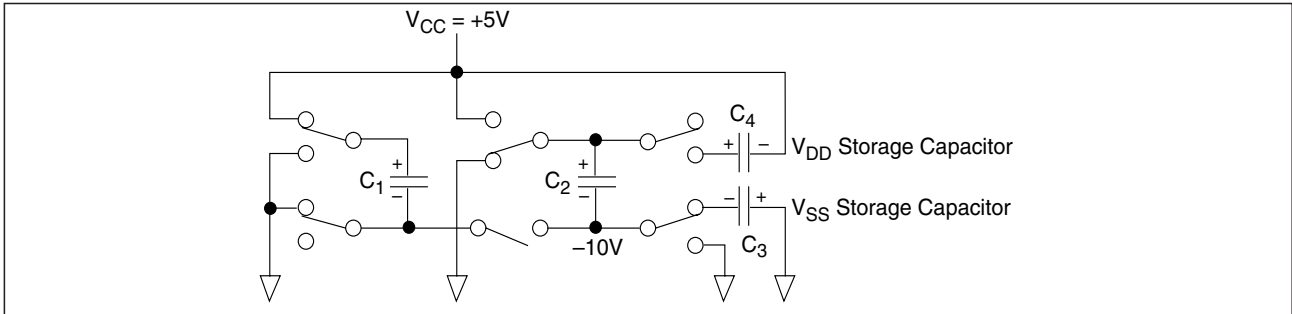 V_CC = +5V
C_4
+ −
V_DD Storage Capacitor
+
C_1
−
+
C_2
−
− +
V_SS Storage Capacitor
−10V
C_3